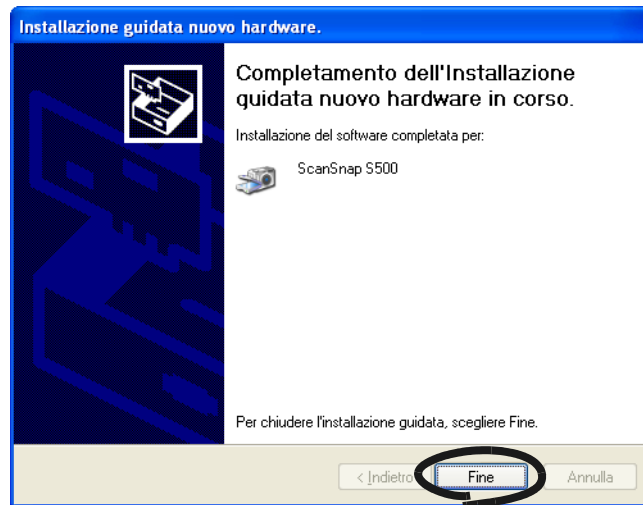 Installazione guidata nuovo hardware.
Completamento dell'Installazione
guidata nuovo hardware in corso.
Installazione del software completata per:
ScanSnap S500
Per chiudere l'installazione guidata, scegliere Fine.
< Indietro
Fine
Annulla